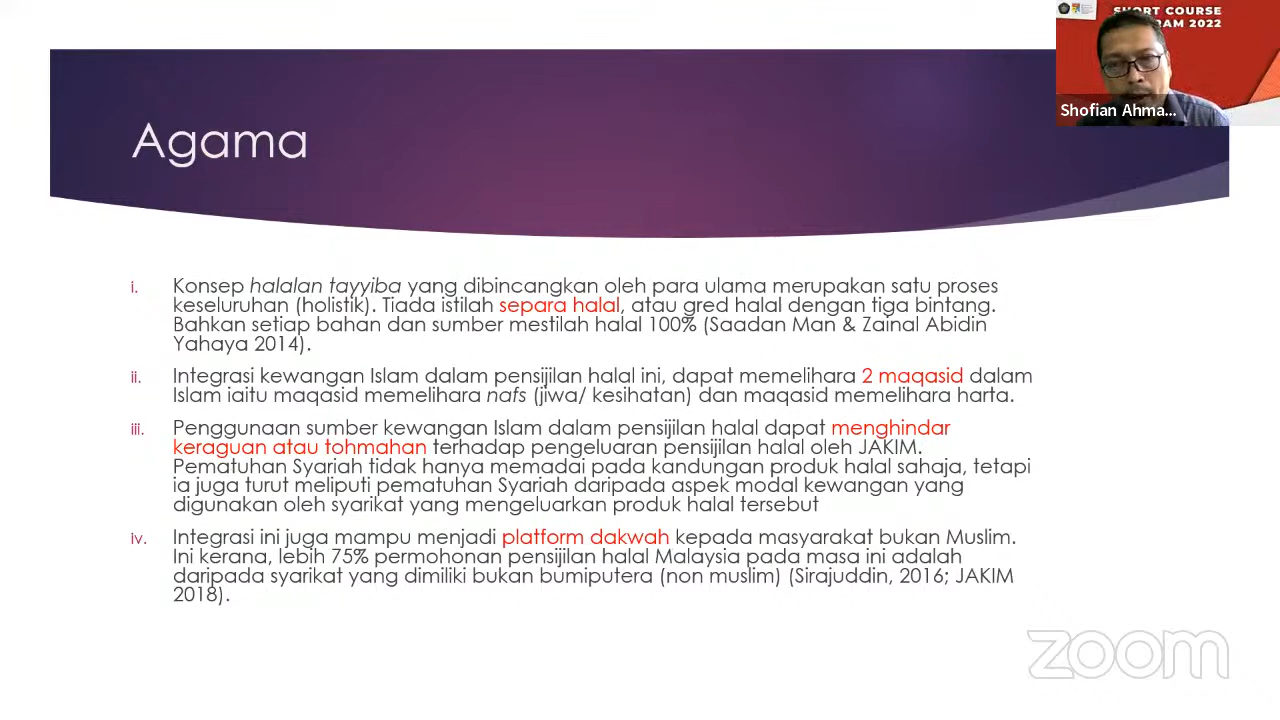 SHORT COURSE
RAM 2022
Shofian Ahma...
Agama
i. Konsep halalan tayyiba yang dibincangkan oleh para ulama merupakan satu proses
keseluruhan (holistik). Tiada istilah separa halal, atau gred halal dengan tiga bintang.
Bahkan setiap bahan dan sumber mestilah halal 100% (Saadan Man & Zainal Abidin
Yahaya 2014).
ii. Integrasi kewangan Islam dalam pensijilan halal ini, dapat memelihara 2 maqasid dalam
Islam iaitu maqasid memelihara nafs (jiwa/ kesihatan) dan maqasid memelihara harta.
iii. Penggunaan sumber kewangan Islam dalam pensijilan halal dapat menghindar
keraguan atau tohmahan terhadap pengeluaran pensijilan halal oleh JAKIM.
Pematuhan Syariah tidak hanya memadai pada kandungan produk halal sahaja, tetapi
ia juga turut meliputi pematuhan Syariah daripada aspek modal kewangan yang
digunakan oleh syarikat yang mengeluarkan produk halal tersebut
iv. Integrasi ini juga mampu menjadi platform dakwah kepada masyarakat bukan Muslim.
Ini kerana, lebih 75% permohonan pensijilan halal Malaysia pada masa ini adalah
daripada syarikat yang dimiliki bukan bumiputera (non muslim) (Sirajuddin, 2016; JAKIM
2018).
zoom